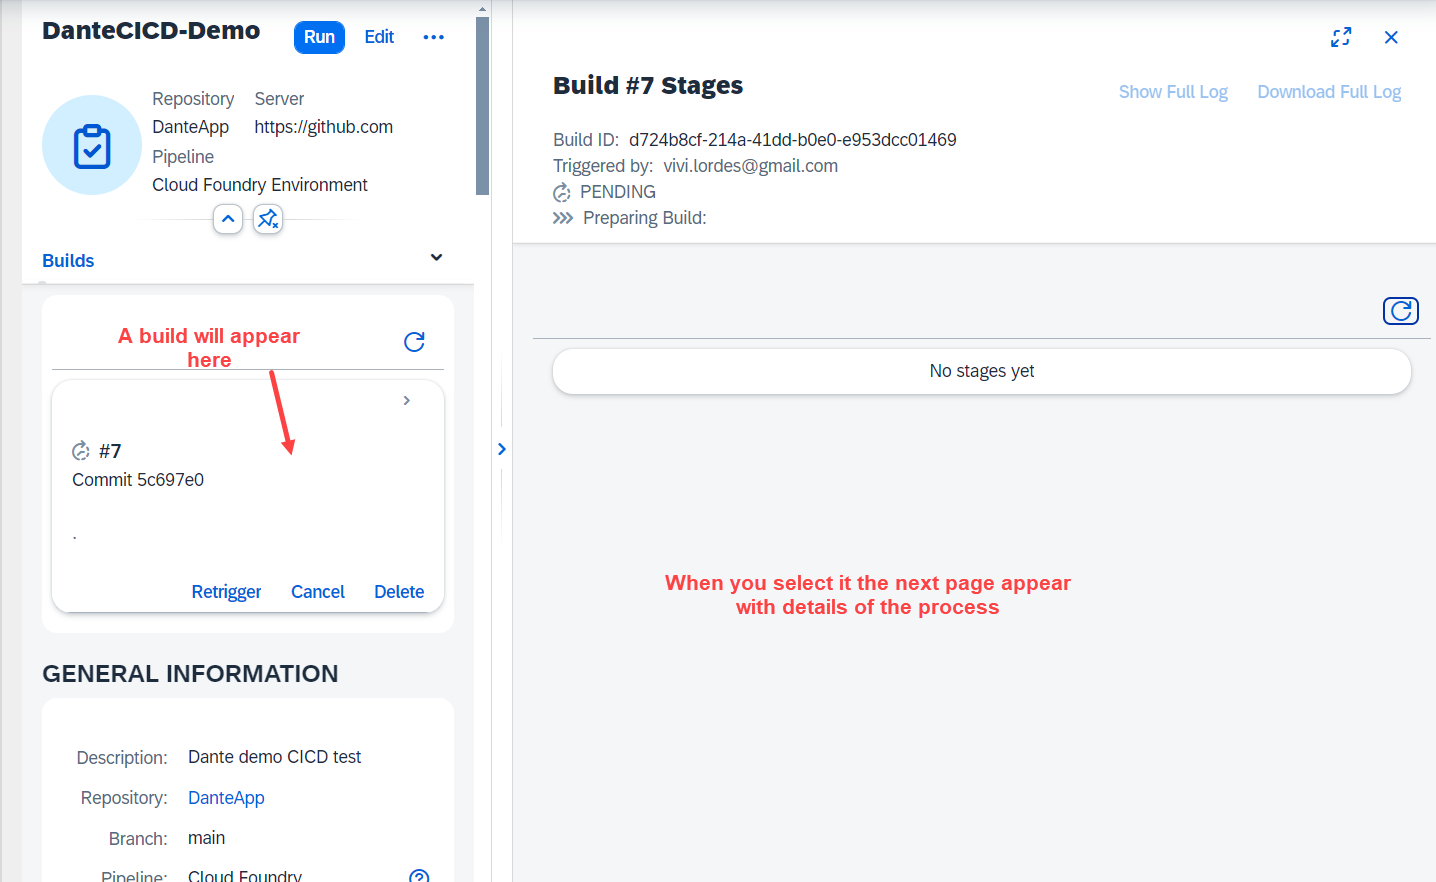 DanteCICD-Demo
Run
Edit
Repository
Server
DanteApp
https://github.com
Pipeline
Cloud Foundry Environment
Builds
A build will appear
here
#7
Commit 5c697e0
.
Retrigger
Cancel
Delete
GENERAL INFORMATION
Description: Dante demo CICD test
Repository: DanteApp
Branch: main
Pipeline: Cloud Foundry
Build #7 Stages
Show Full Log
Download Full Log
Build ID: d724b8cf-214a-41dd-b0e0-e953dcc01469
Triggered by: vivi.lordes@gmail.com
PENDING
Preparing Build:
No stages yet
When you select it the next page appear
with details of the process